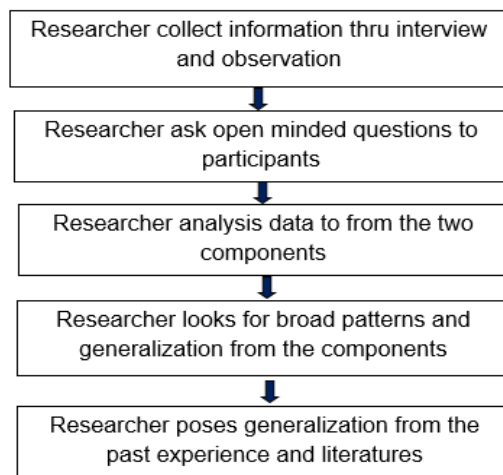 Researcher collect information thru interview
and observation
Researcher ask open minded questions to
participants
Researcher analysis data to from the two
components
Researcher looks for broad patterns and
generalization from the components
Researcher poses generalization from the
past experience and literatures